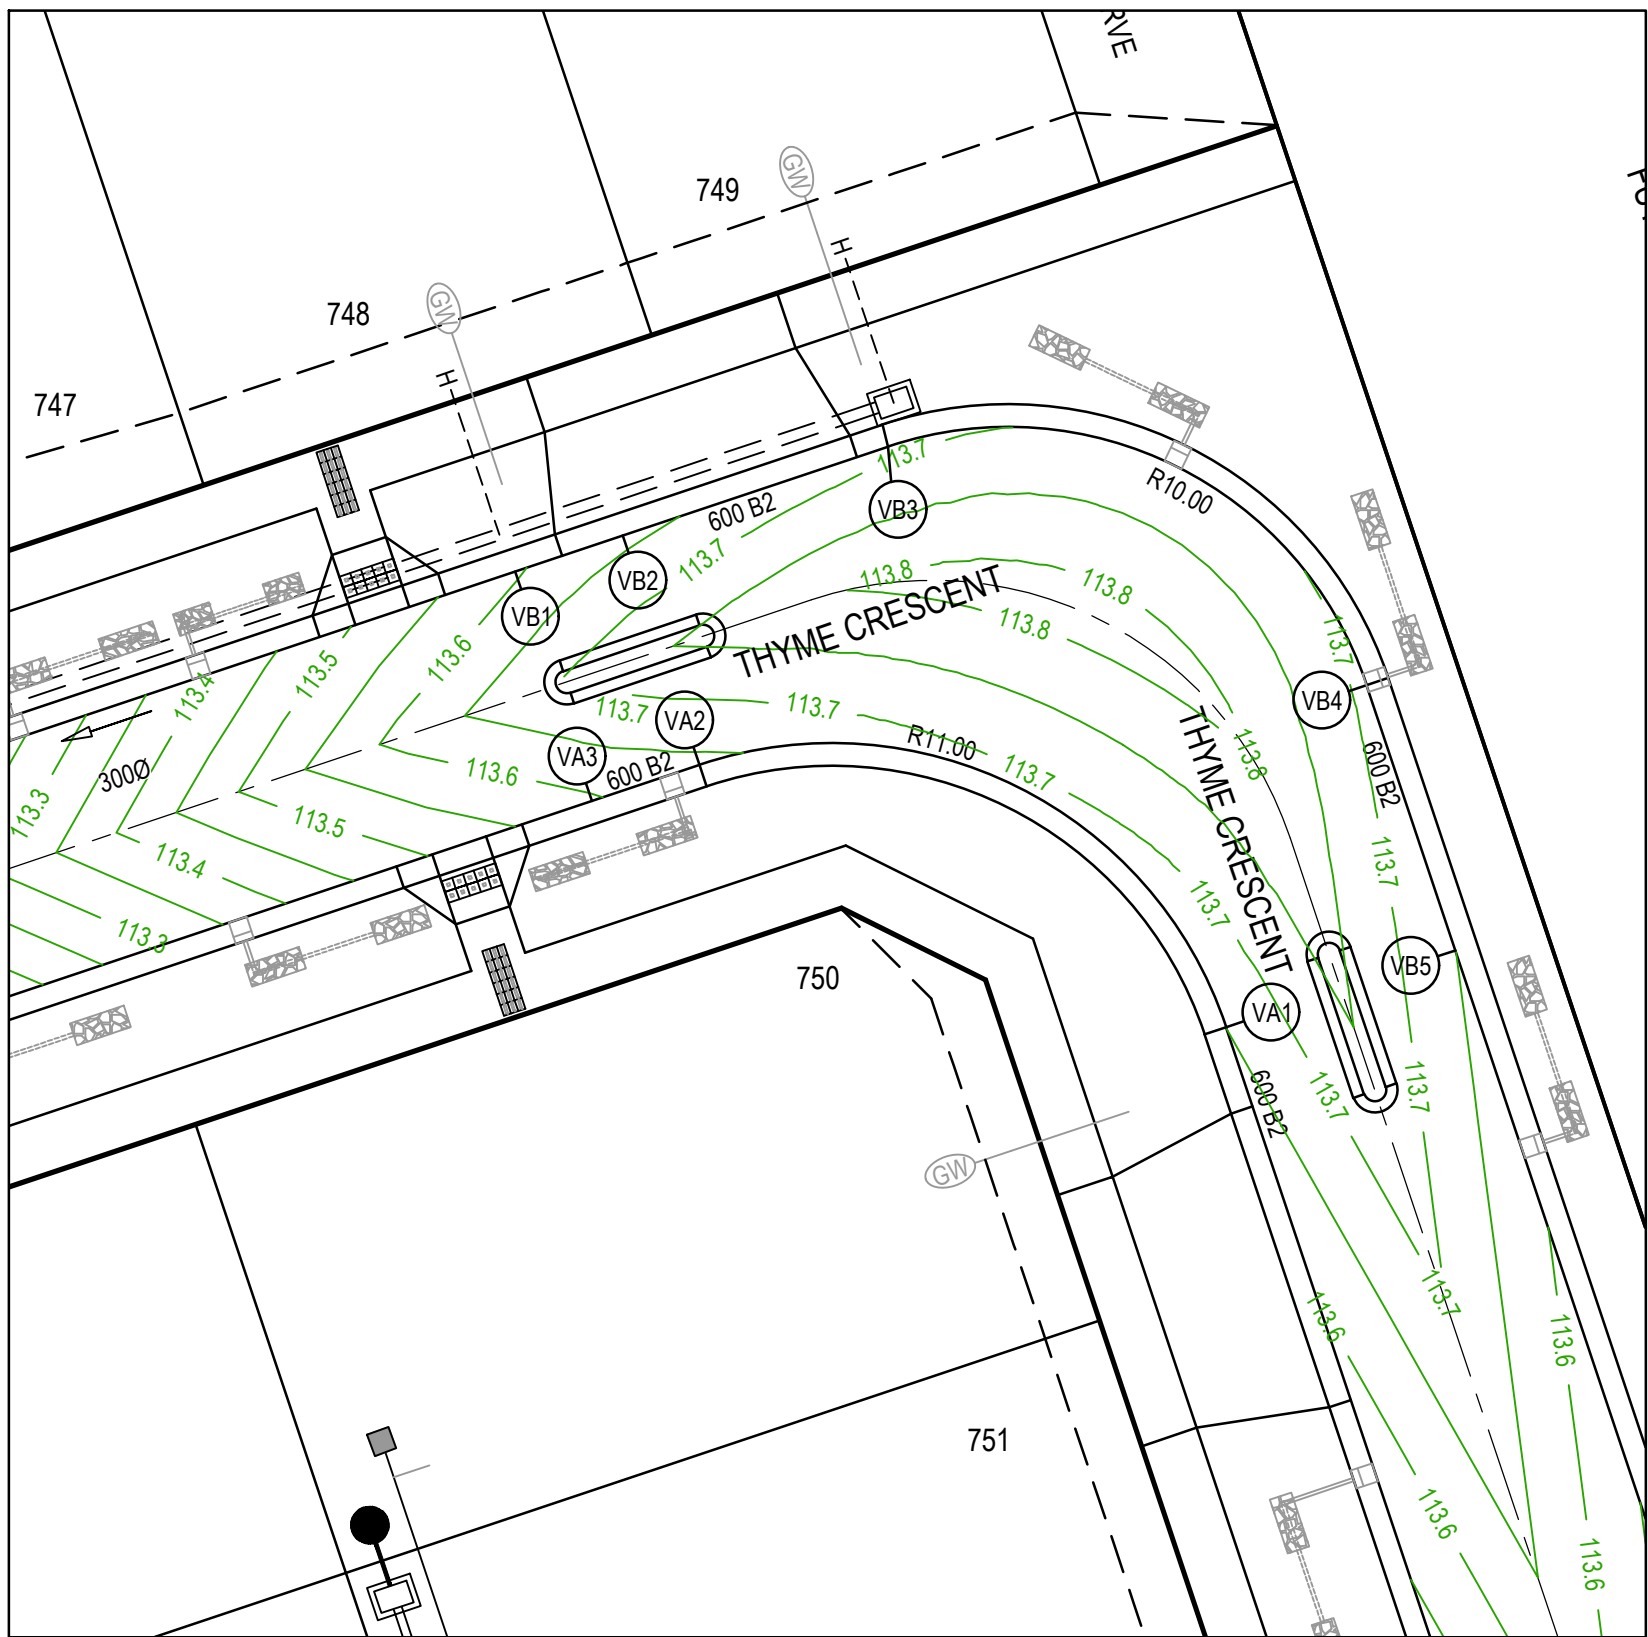 RVE
749
GW
H
748
GW
H
747
113.7
R10.00
600 B2
VB3
113.7
VB2
VB1
113.8
113.8
THYME CRESCENT
113.8
113.7
113.6
113.5
113.4
113.7
113.7
VA2
VB4
VA3
R11.00
THYME CRESCENT
113.8
600 B2
113.6
113.7
600 B2
300Ø
113.3
113.5
113.4
113.7
113.7
113.3
VB5
750
VA1
113.7
113.7
600 B2
GW
113.7
113.6
113.6
751
113.6
113.6